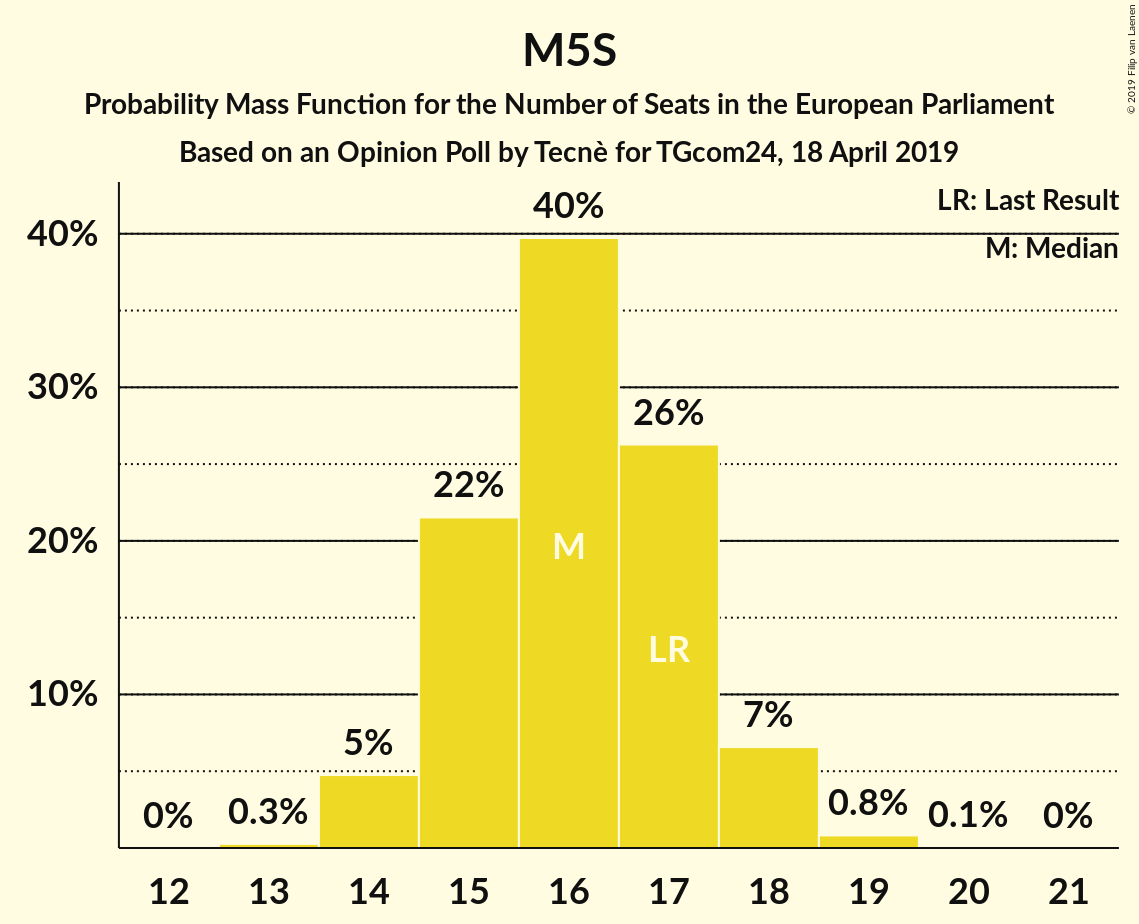 M5S
Probability Mass Function for the Number of Seats in the European Parliament
Based on an Opinion Poll by Tecnè for TGcom24, 18 April 2019
© 2019 Filip van Laenen
LR: Last Result
M: Median
40%
30%
20%
10%
0%
0.3%
5%
22%
40%
26%
7%
0.8%
0.1%
0%
M
LR
12 13 14 15 16 17 18 19 20 21